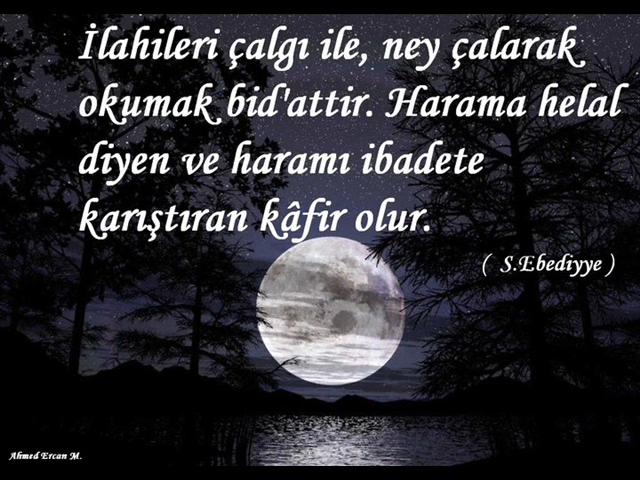 İlahileri çalgı ile, ney çalarak
okumak bid'attir. Harama helal
diyen ve haramı ibadete
karıştıran kâfir olur.
( S.Ebediyye )
Ahmed Ercan M.